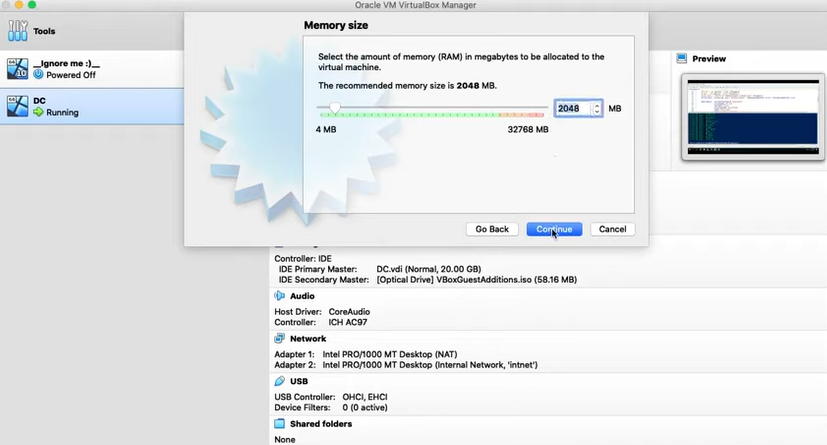 Oracle VM VirtualBox Manager
Tools
__Ignore me :)__
Powered Off
DC
Running
Memory size
Select the amount of memory (RAM) in megabytes to be allocated to the
virtual machine.
The recommended memory size is 2048 MB.
2048 MB
4 MB 32768 MB
Go Back Continue Cancel
Preview
Controller: IDE
IDE Primary Master: DC.vdi (Normal, 20.00 GB)
IDE Secondary Master: [Optical Drive] VBoxGuestAdditions.iso (58.16 MB)
Audio
Host Driver: CoreAudio
Controller: ICH AC97
Network
Adapter 1: Intel PRO/1000 MT Desktop (NAT)
Adapter 2: Intel PRO/1000 MT Desktop (Internal Network, 'intnet')
USB
USB Controller: OHCI, EHCI
Device Filters: 0 (0 active)
Shared folders
None